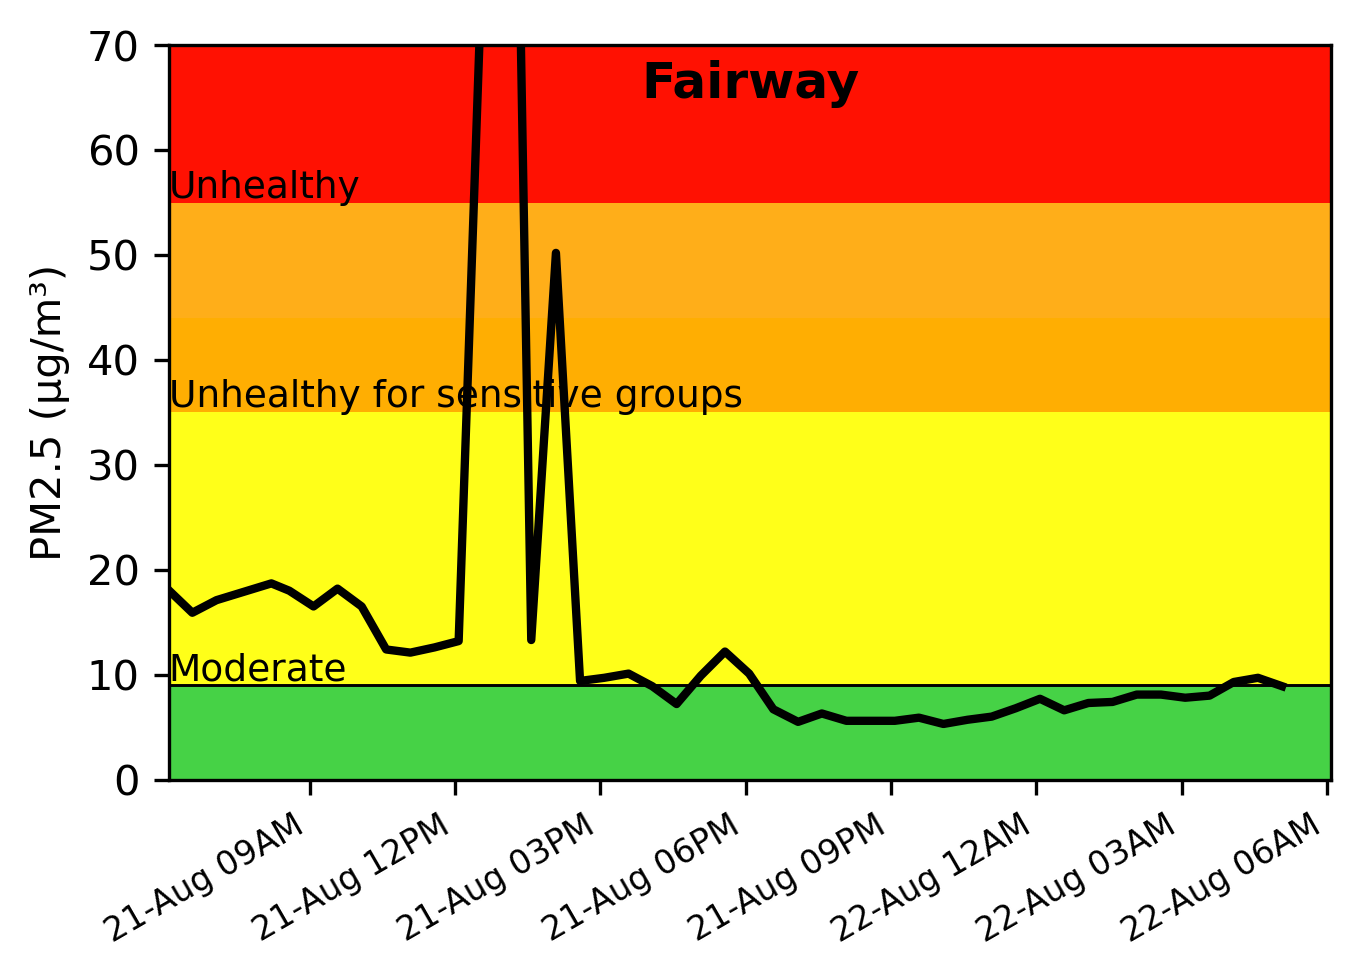 Fairway
PM2.5 (µg/m³)
70
60
50
40
30
20
10
0
Unhealthy
Unhealthy for sensitive groups
Moderate
21-Aug 09AM
21-Aug 12PM
21-Aug 03PM
21-Aug 06PM
21-Aug 09PM
22-Aug 12AM
22-Aug 03AM
22-Aug 06AM